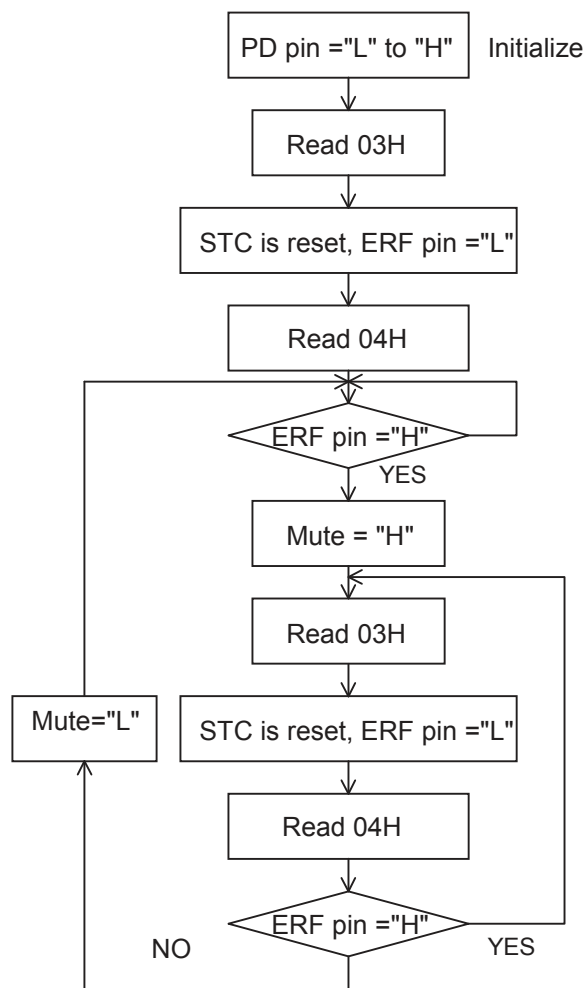 PD pin ="L" to "H"
Initialize
Read 03H
STC is reset, ERF pin ="L"
Read 04H
ERF pin ="H"
YES
Mute = "H"
Read 03H
Mute="L"
STC is reset, ERF pin ="L"
Read 04H
ERF pin ="H"
NO
YES